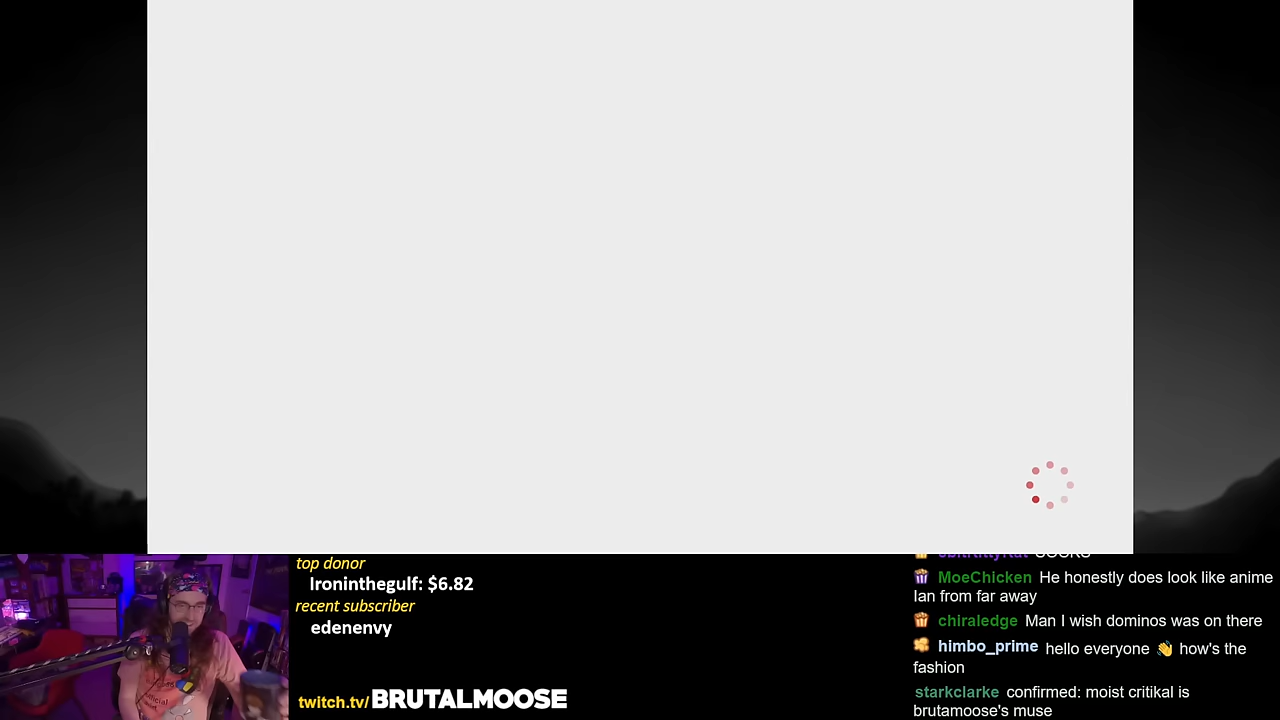 top donor
Ironinthegulf: $6.82
recent subscriber
edenenvy
twitch.tv/BRUTALMOOSE
MoeChicken He honestly does look like anime
Ian from far away
chiraledge Man I wish dominos was on there
himbo_prime hello everyone 👋 how's the
fashion
starkclarke confirmed: moist critikal is
brutamoose's muse